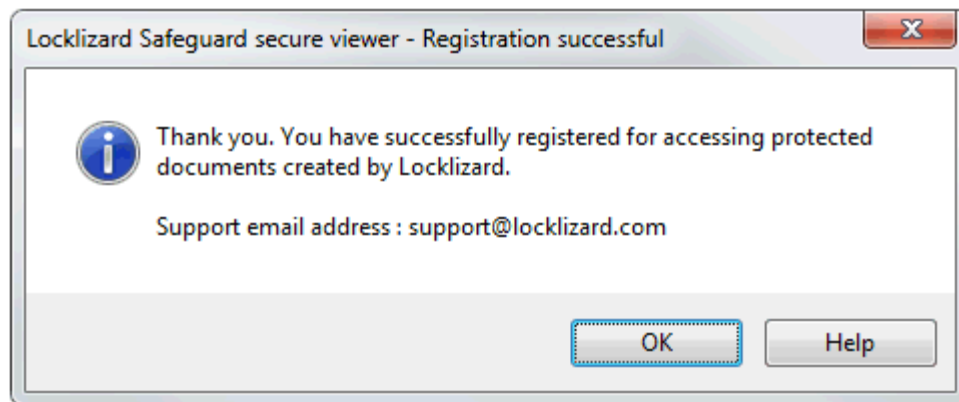 Locklizard Safeguard secure viewer - Registration successful
Thank you. You have successfully registered for accessing protected
documents created by Locklizard.
Support email address : support@locklizard.com
OK
Help